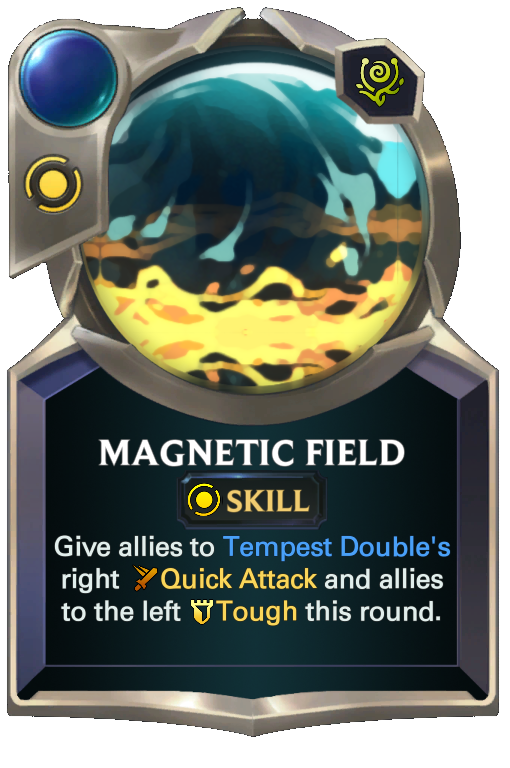 MAGNETIC FIELD
SKILL
Give allies to Tempest Double's
right Quick Attack and allies
to the left Tough this round.